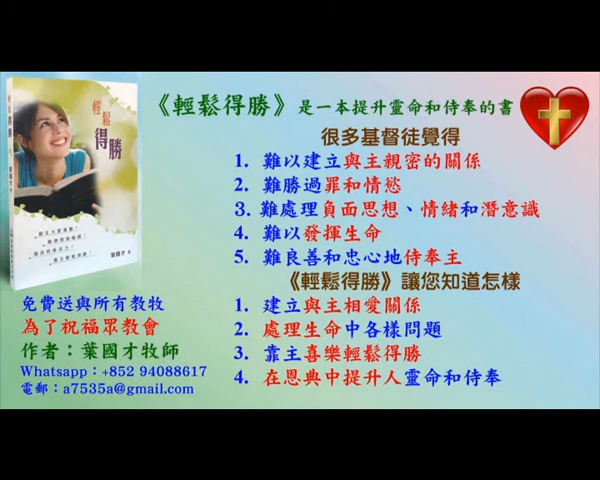 輕鬆
得勝
葉國才 著
《輕鬆得勝》是一本提升靈命和侍奉的書
很多基督徒覺得
1. 難以建立與主親密的關係
2. 難勝過罪和情慾
3. 難處理負面思想、情緒和潛意識
4. 難以發揮生命
5. 難良善和忠心地侍奉主
《輕鬆得勝》讓您知道怎樣
1. 建立與主相愛關係
2. 處理生命中各樣問題
3. 靠主喜樂輕鬆得勝
4. 在恩典中提升人靈命和侍奉
免費送與所有教牧
為了祝福眾教會
作者：葉國才牧師
Whatsapp：+852 94088617
電郵：a7535a@gmail.com